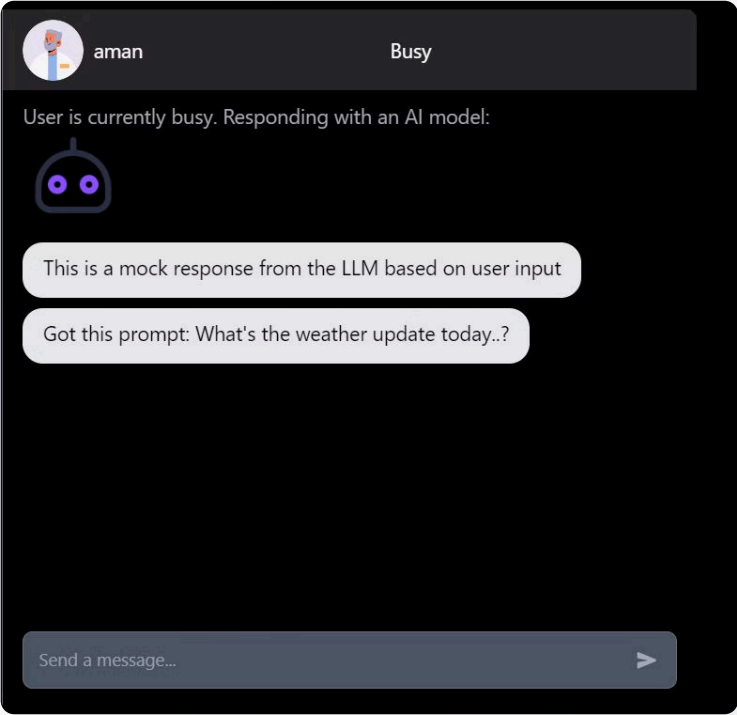 aman
Busy
User is currently busy. Responding with an AI model:
This is a mock response from the LLM based on user input
Got this prompt: What's the weather update today..?
Send a message...